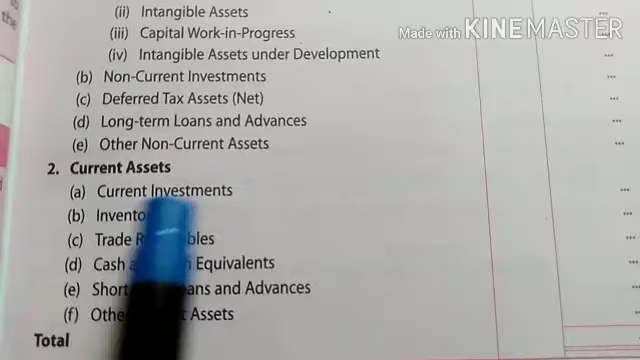 (ii) Intangible Assets
Made with KINEMASTER
(iii) Capital Work-in-Progress
(iv) Intangible Assets under Development
(b) Non-Current Investments
(c) Deferred Tax Assets (Net)
(d) Long-term Loans and Advances
(e) Other Non-Current Assets
2. Current Assets
(a) Current Investments
(b)
(c) Trade
(d) Cash Equivalents
(e) and Advances
(f) Assets
Total